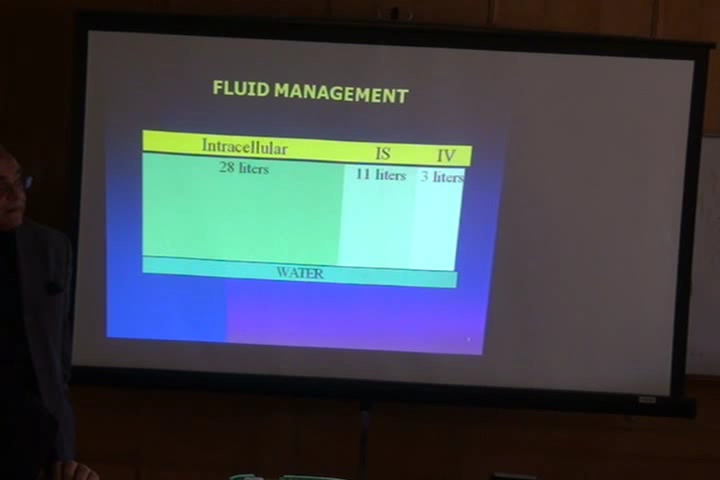 FLUID MANAGEMENT
Intracellular IS IV
28 liters 11 liters 3 liters
WATER